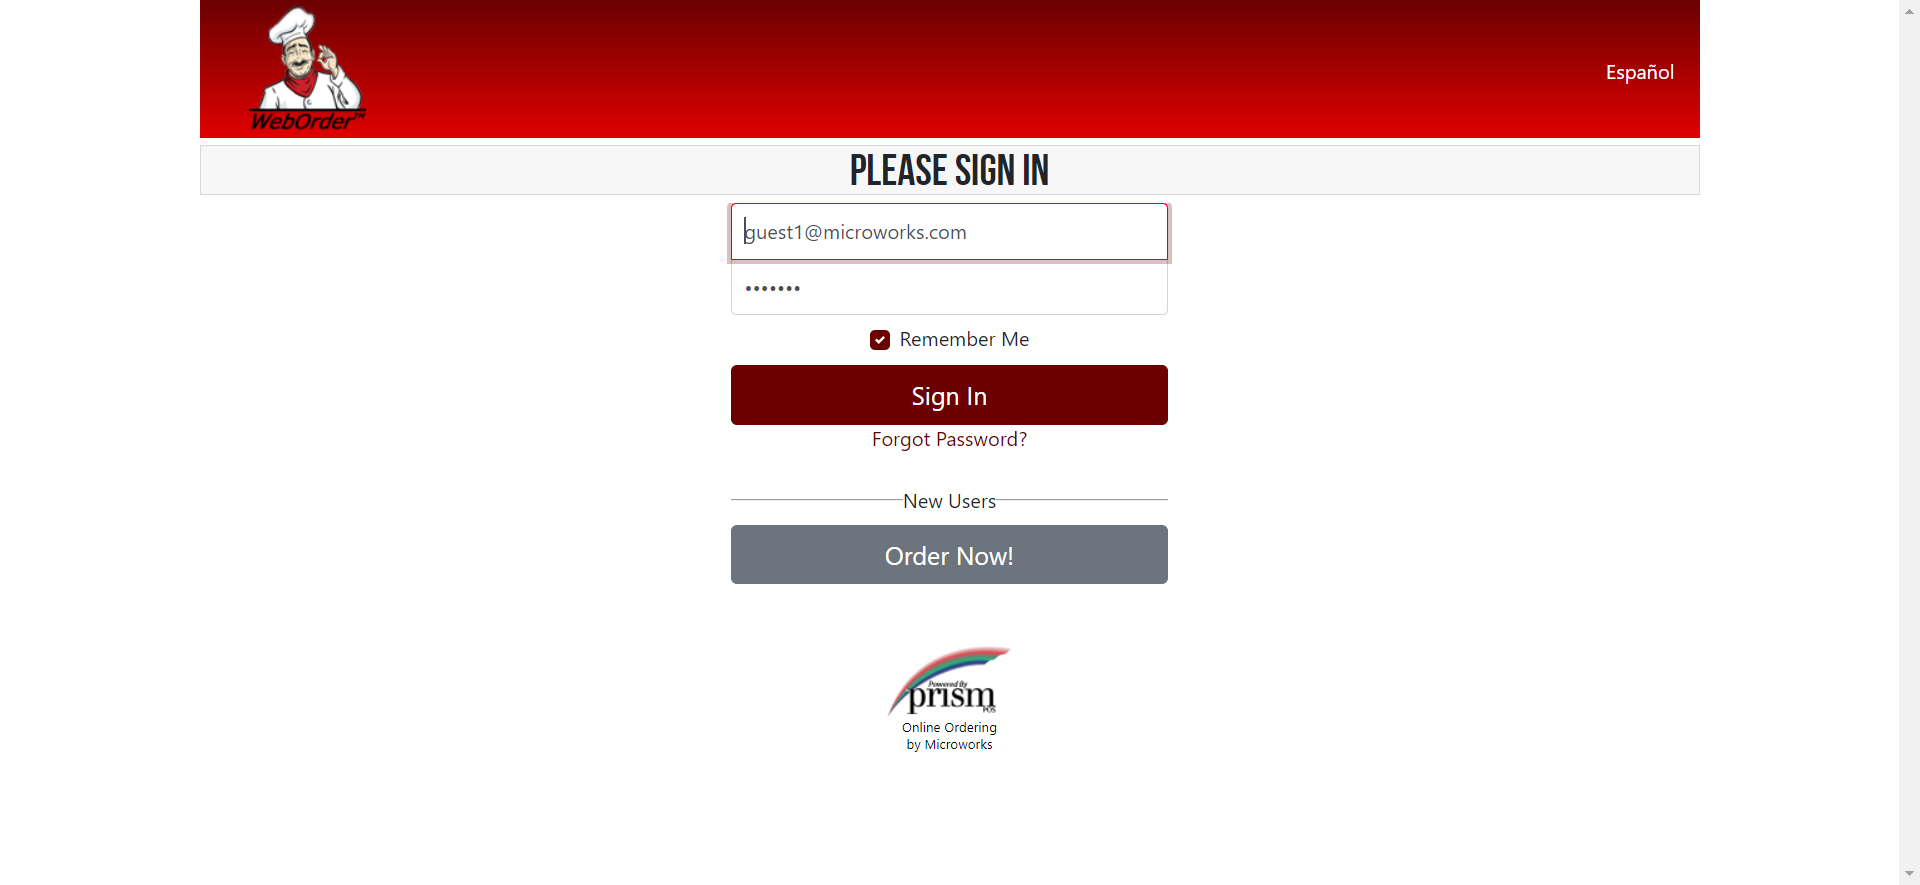 WebOrder™
Español
PLEASE SIGN IN
guest1@microworks.com
•••••••
Remember Me
Sign In
Forgot Password?
New Users
Order Now!
Powered By
prism
POS
Online Ordering
by Microworks